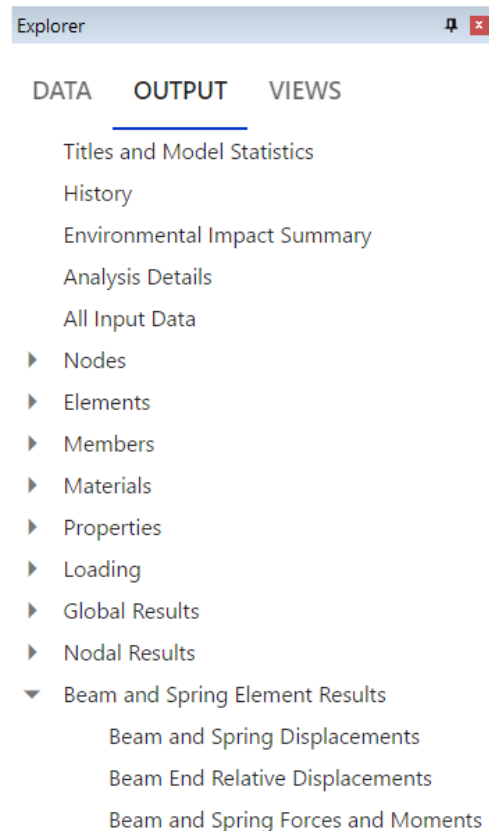 Explorer
DATA OUTPUT VIEWS
Titles and Model Statistics
History
Environmental Impact Summary
Analysis Details
All Input Data
Nodes
Elements
Members
Materials
Properties
Loading
Global Results
Nodal Results
Beam and Spring Element Results
Beam and Spring Displacements
Beam End Relative Displacements
Beam and Spring Forces and Moments